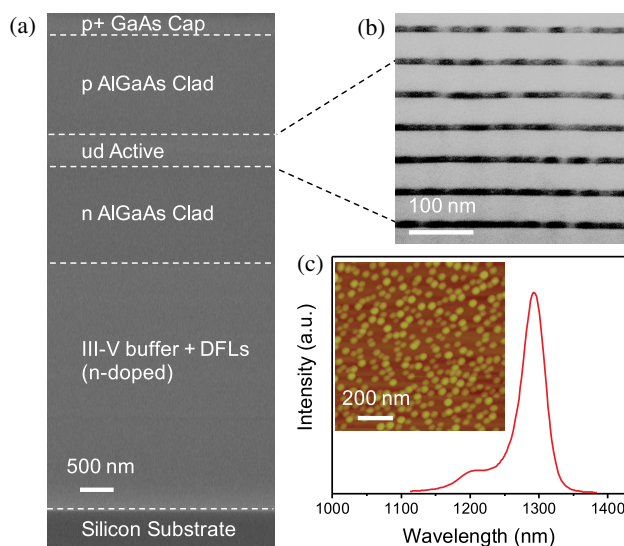 (a)
p+ GaAs Cap
p AlGaAs Clad
ud Active
n AlGaAs Clad
III-V buffer + DFLs
(n-doped)
500 nm
Silicon Substrate
(b)
100 nm
(c)
200 nm
Intensity (a.u.)
1000 1100 1200 1300 1400
Wavelength (nm)